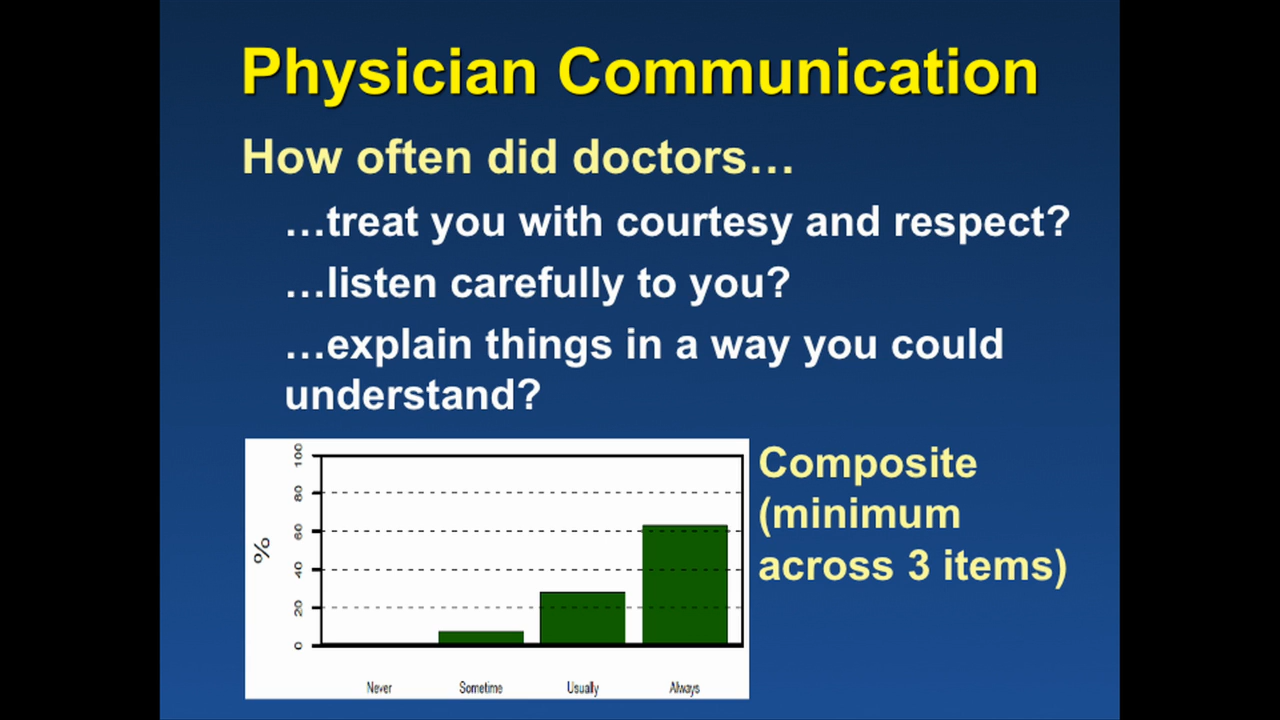 Physician Communication
How often did doctors…
…treat you with courtesy and respect?
…listen carefully to you?
…explain things in a way you could
understand?
Composite
(minimum
across 3 items)
%
100
80
60
40
20
0
Never Sometime Usually Always